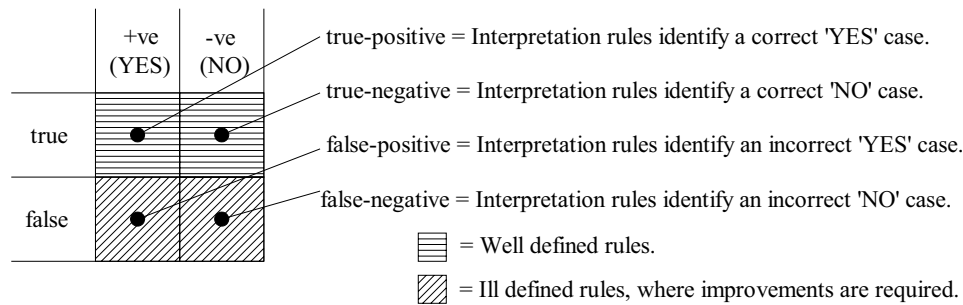 +ve
(YES)
-ve
(NO)
true-positive = Interpretation rules identify a correct 'YES' case.
true-negative = Interpretation rules identify a correct 'NO' case.
true
false-positive = Interpretation rules identify an incorrect 'YES' case.
false-negative = Interpretation rules identify an incorrect 'NO' case.
false
= Well defined rules.
= Ill defined rules, where improvements are required.